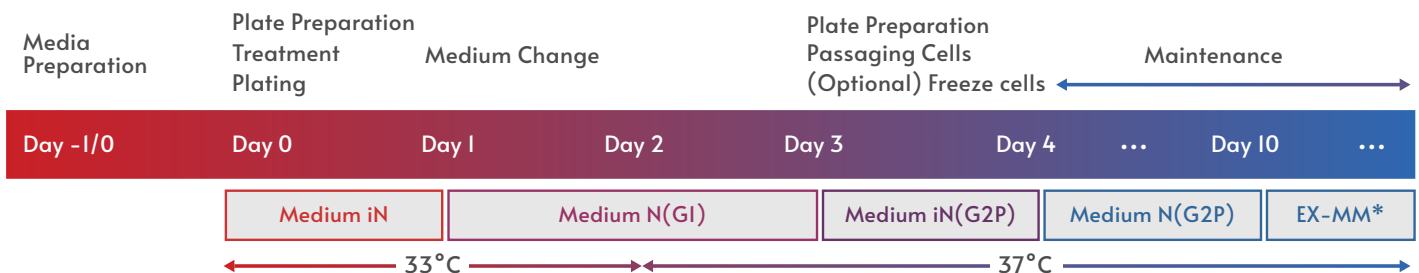 Media
Preparation
Plate Preparation
Treatment
Plating
Medium Change
Plate Preparation
Passaging Cells
(Optional) Freeze cells
Maintenance
Day -1/0
Day 0
Day 1
Day 2
Day 3
Day 4
...
Day 10
...
Medium iN
Medium N(G1)
Medium iN(G2P)
Medium N(G2P)
EX-MM*
33°C
37°C